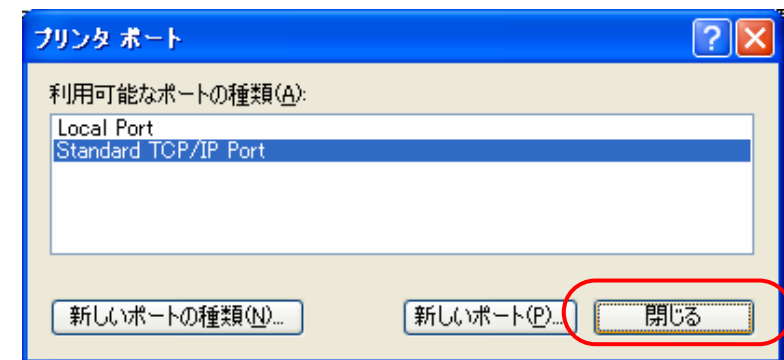 プリンタ ポート
利用可能なポートの種類(A):
Local Port
Standard TCP/IP Port
新しいポートの種類(N)... 新しいポート(P)... 閉じる